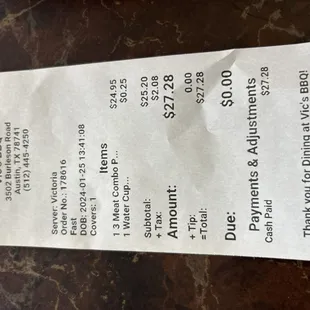 3502 Burleson Road
Austin, TX 78741
(512) 445-4250
Server: Victoria
Order No.: 178616
Fast
DOB: 2024-01-25 13:41:08
Covers: 1
Items
1 3 Meat Combo P... $24.95
1 Water Cup... $0.25
Subtotal: $25.20
+ Tax: $2.08
Amount: $27.28
+ Tip: 0.00
=Total: $27.28
Due: $0.00
Payments & Adjustments
Cash Paid $27.28
Thank you for Dining at Vic's BBQ!